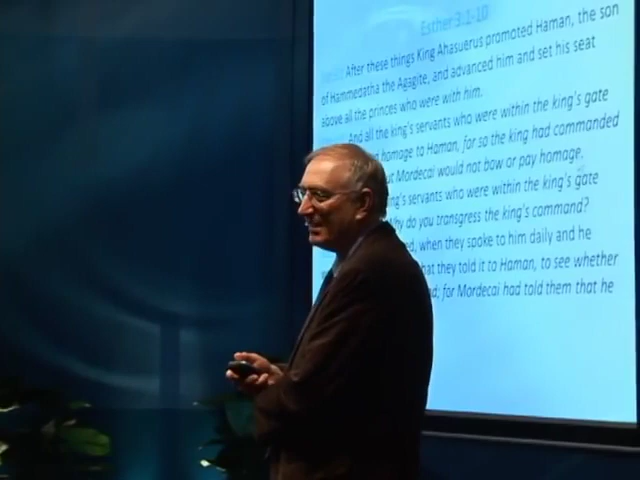 Esther 3:1-10
After these things King Ahasuerus promoted Haman, the son
of Hammedatha the Agagite, and advanced him and set his seat
above all the princes who were with him.
And all the king's servants who were within the king's gate
homage to Haman, for so the king had commanded
ut Mordecai would not bow or pay homage.
g's servants who were within the king's gate
hy do you transgress the king's command?
ed, when they spoke to him daily and he
hat they told it to Haman, to see whether
d; for Mordecai had told them that he